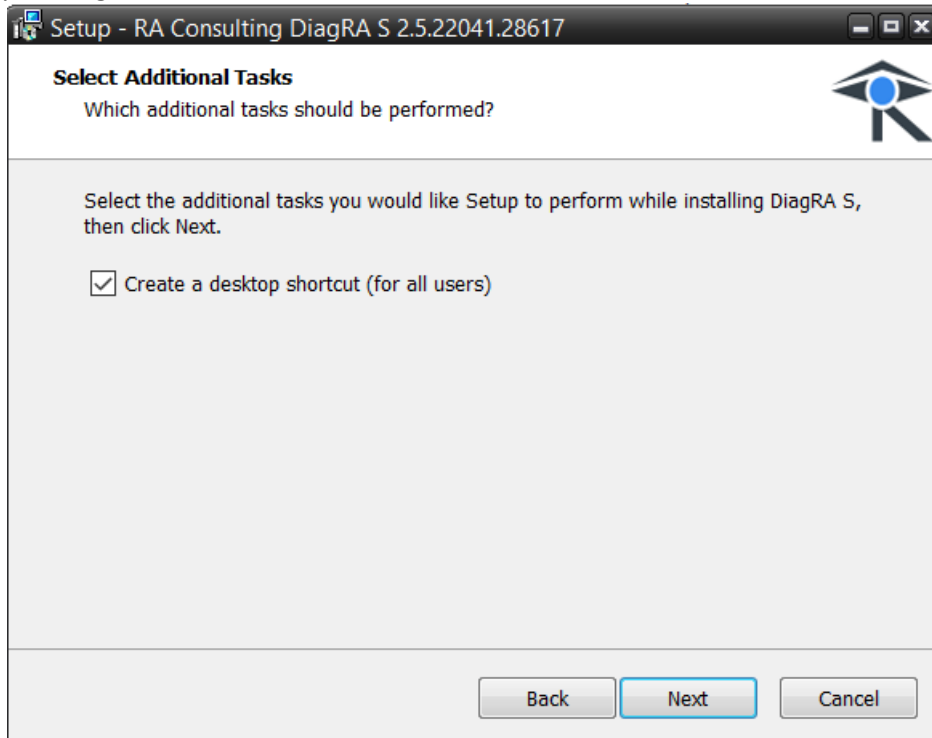 Setup - RA Consulting DiagRA S 2.5.22041.28617
Select Additional Tasks
Which additional tasks should be performed?
Select the additional tasks you would like Setup to perform while installing DiagRA S,
then click Next.
Create a desktop shortcut (for all users)
Back
Next
Cancel